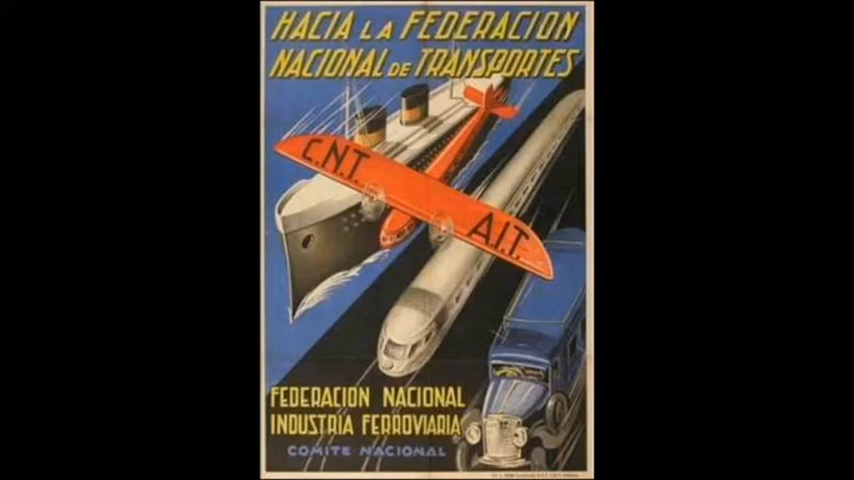 HACIA LA FEDERACION
NACIONAL DE TRANSPORTES
C.N.T.
A.I.T.
FEDERACION NACIONAL
INDUSTRIA FERROVIARIA
COMITE NACIONAL